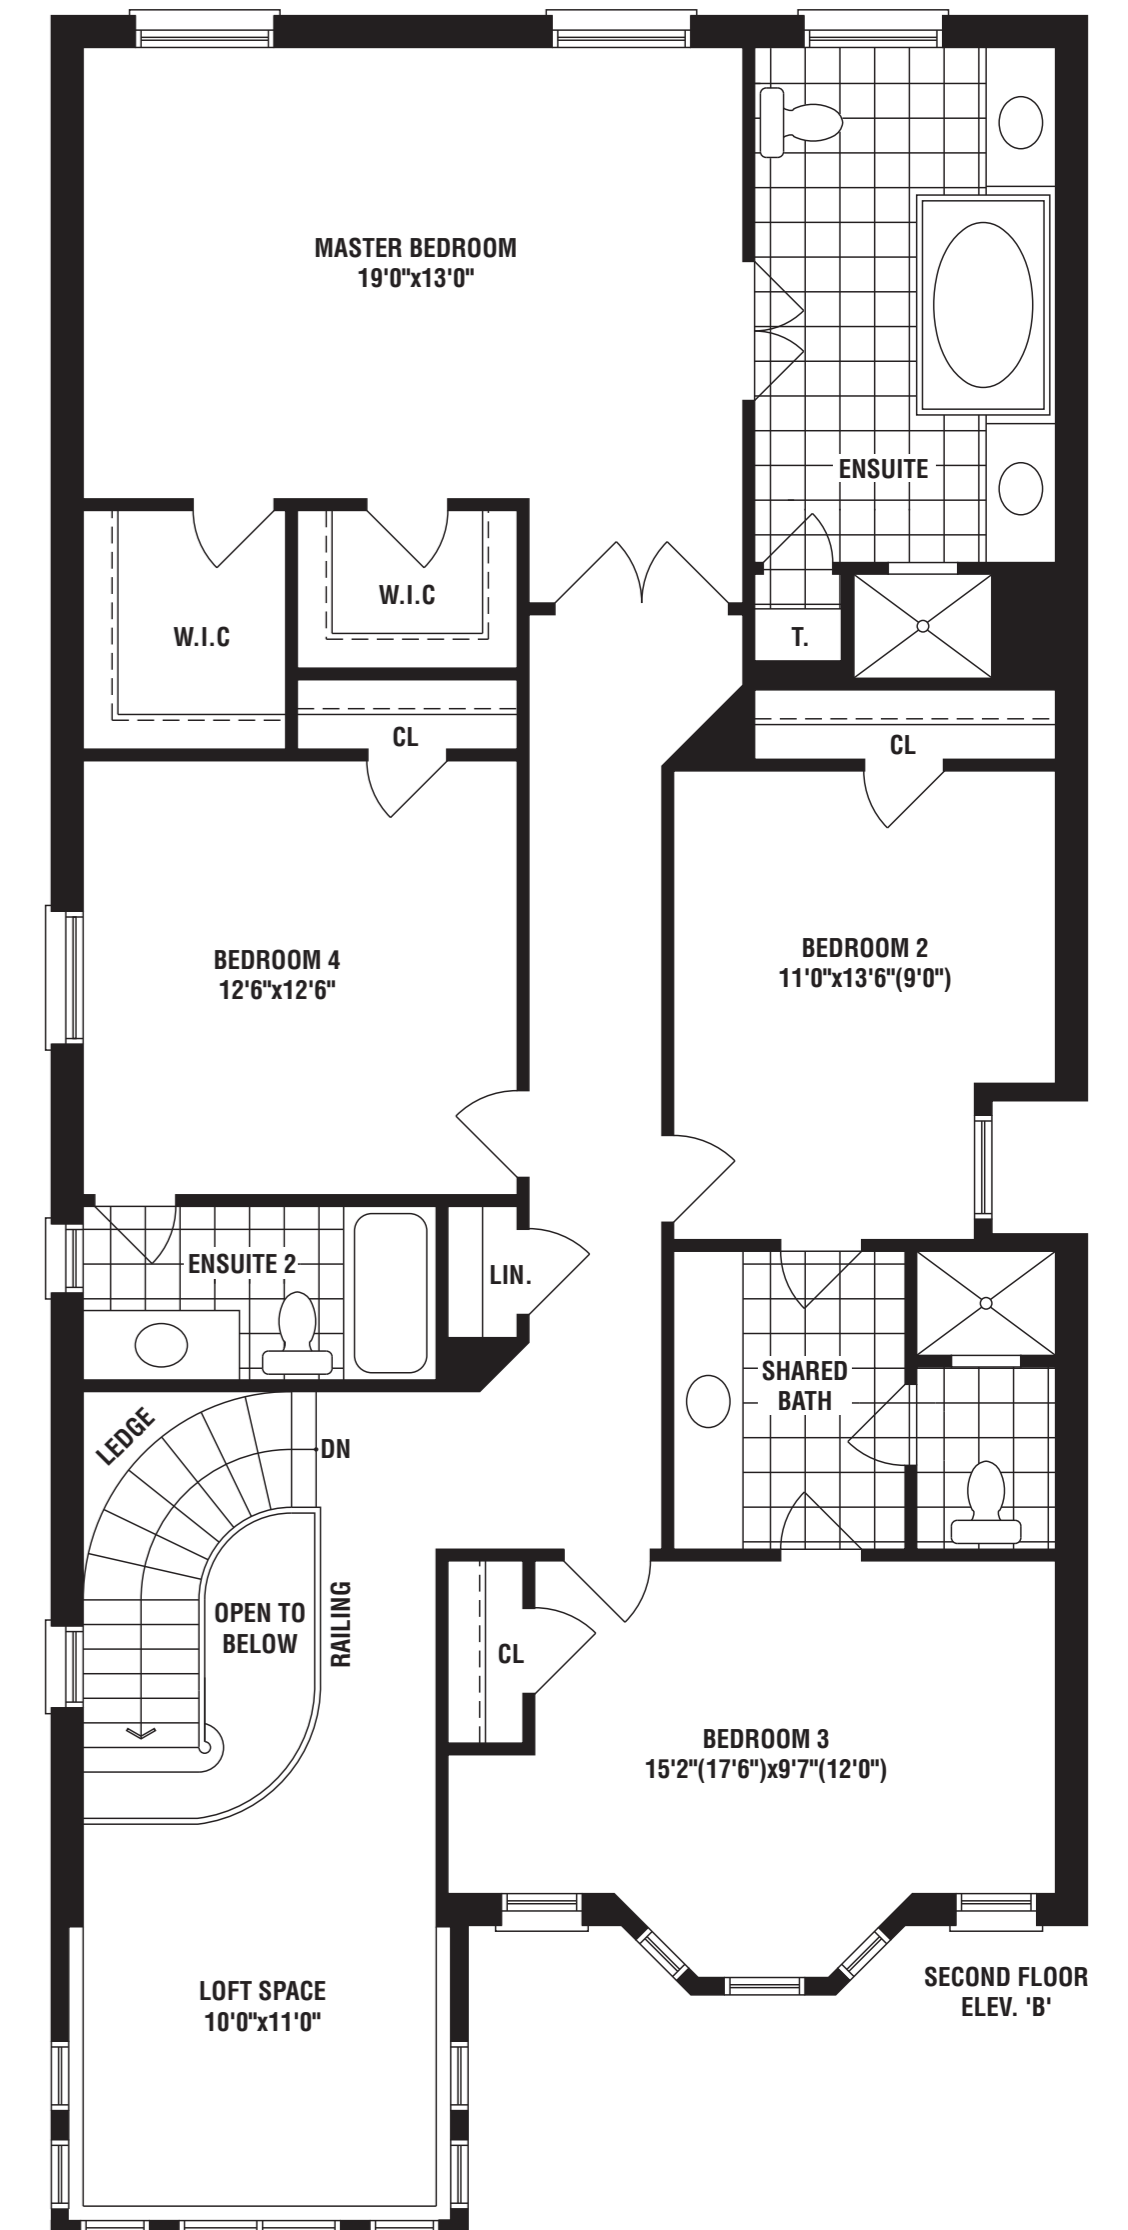 MASTER BEDROOM
19'0"x13'0"
ENSUITE
W.I.C
W.I.C
T.
CL
CL
BEDROOM 4
12'6"x12'6"
BEDROOM 2
11'0"x13'6"(9'0")
ENSUITE 2
LIN.
SHARED
BATH
LEDGE
DN
OPEN TO
BELOW
RAILING
CL
BEDROOM 3
15'2"(17'6")x9'7"(12'0")
LOFT SPACE
10'0"x11'0"
SECOND FLOOR
ELEV. 'B'